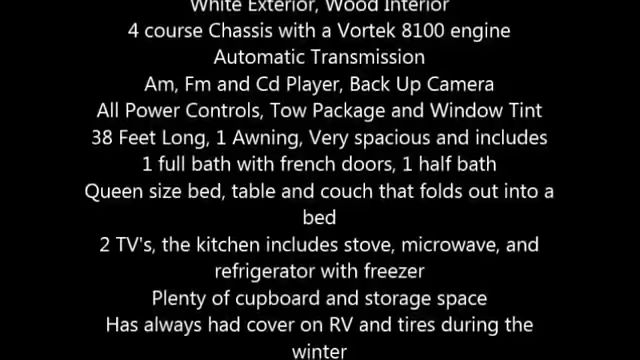 White Exterior, Wood Interior
4 course Chassis with a Vortek 8100 engine
Automatic Transmission
Am, Fm and Cd Player, Back Up Camera
All Power Controls, Tow Package and Window Tint
38 Feet Long, 1 Awning, Very spacious and includes
1 full bath with french doors, 1 half bath
Queen size bed, table and couch that folds out into a
bed
2 TV's, the kitchen includes stove, microwave, and
refrigerator with freezer
Plenty of cupboard and storage space
Has always had cover on RV and tires during the
winter